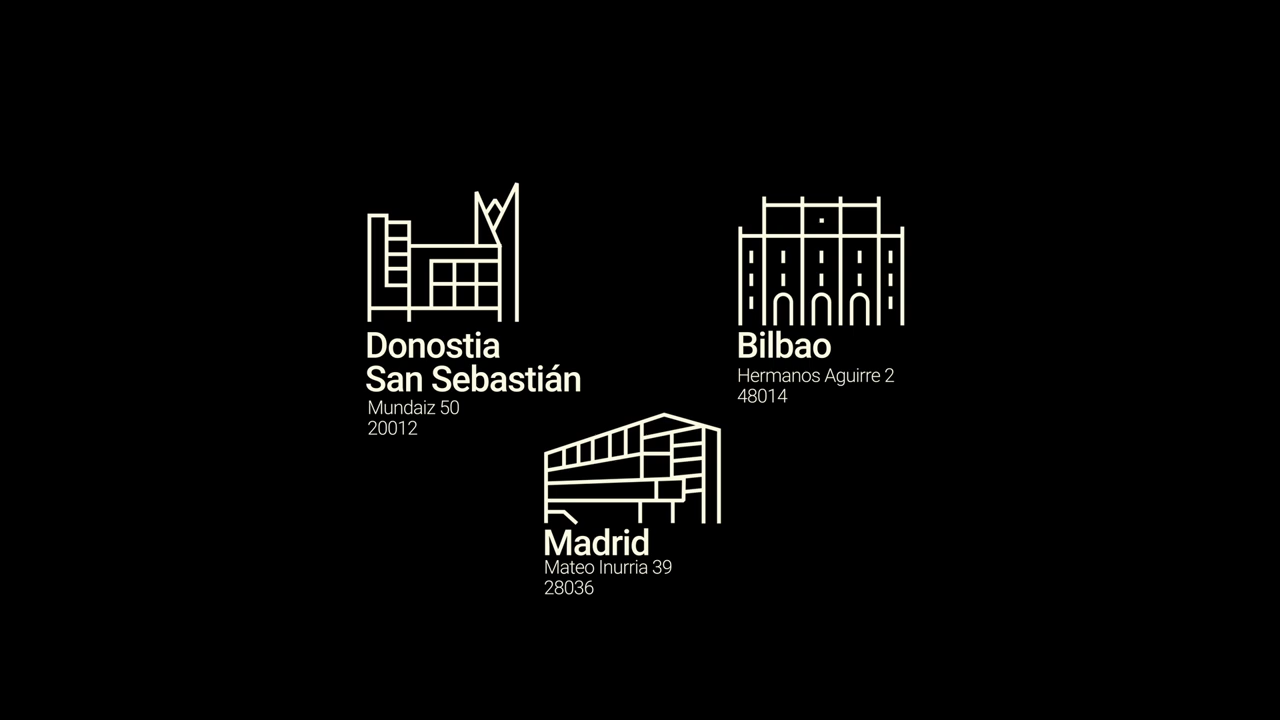 Donostia
San Sebastián
Mundaiz 50
20012
Bilbao
Hermanos Aguirre 2
48014
Madrid
Mateo Inurria 39
28036